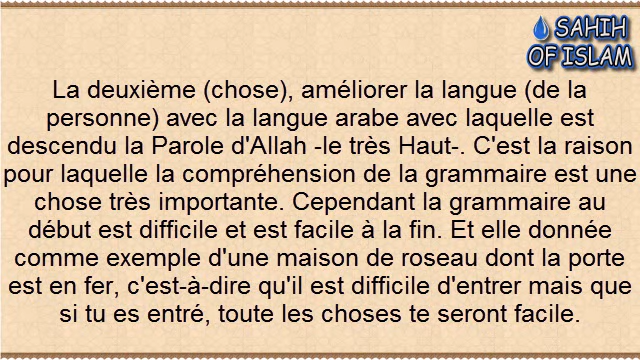 SAHIH
OF ISLAM
La deuxième (chose), améliorer la langue (de la
personne) avec la langue arabe avec laquelle est
descendu la Parole d'Allah -le très Haut-. C'est la raison
pour laquelle la compréhension de la grammaire est une
chose très importante. Cependant la grammaire au
début est difficile et est facile à la fin. Et elle donnée
comme exemple d'une maison de roseau dont la porte
est en fer, c'est-à-dire qu'il est difficile d'entrer mais que
si tu es entré, toute les choses te seront facile.